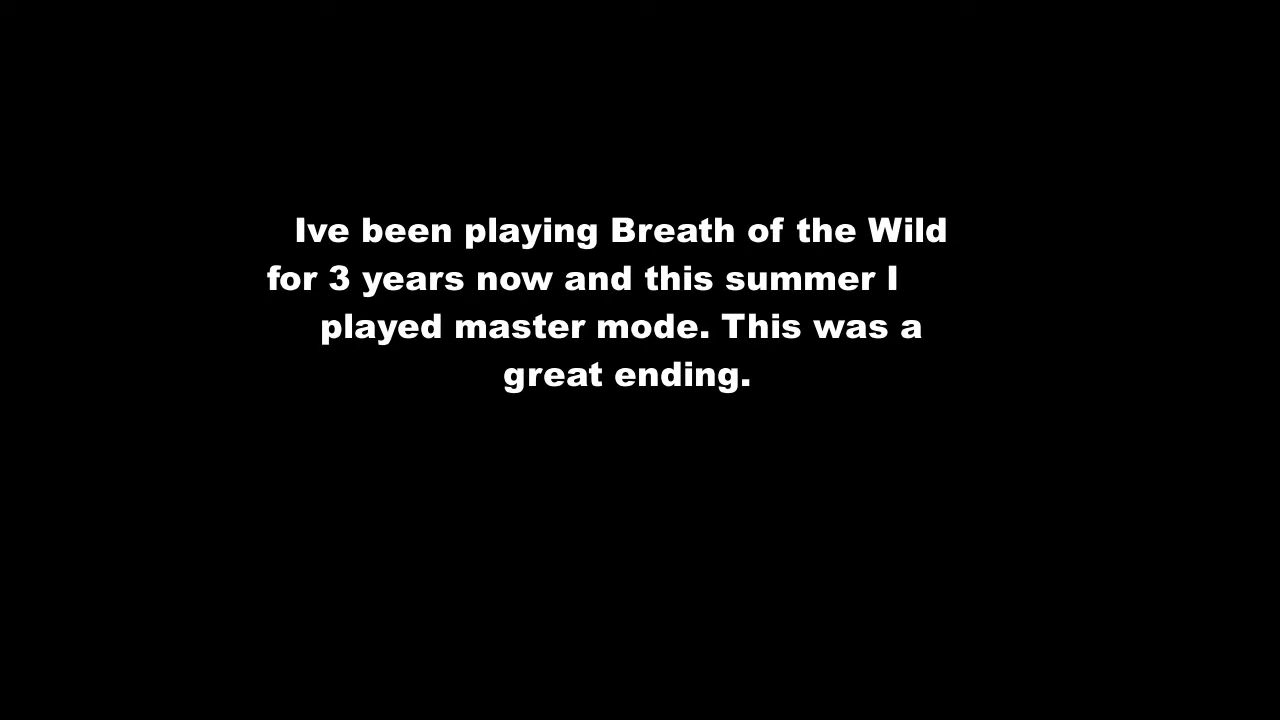 Ive been playing Breath of the Wild
for 3 years now and this summer I
played master mode. This was a
great ending.